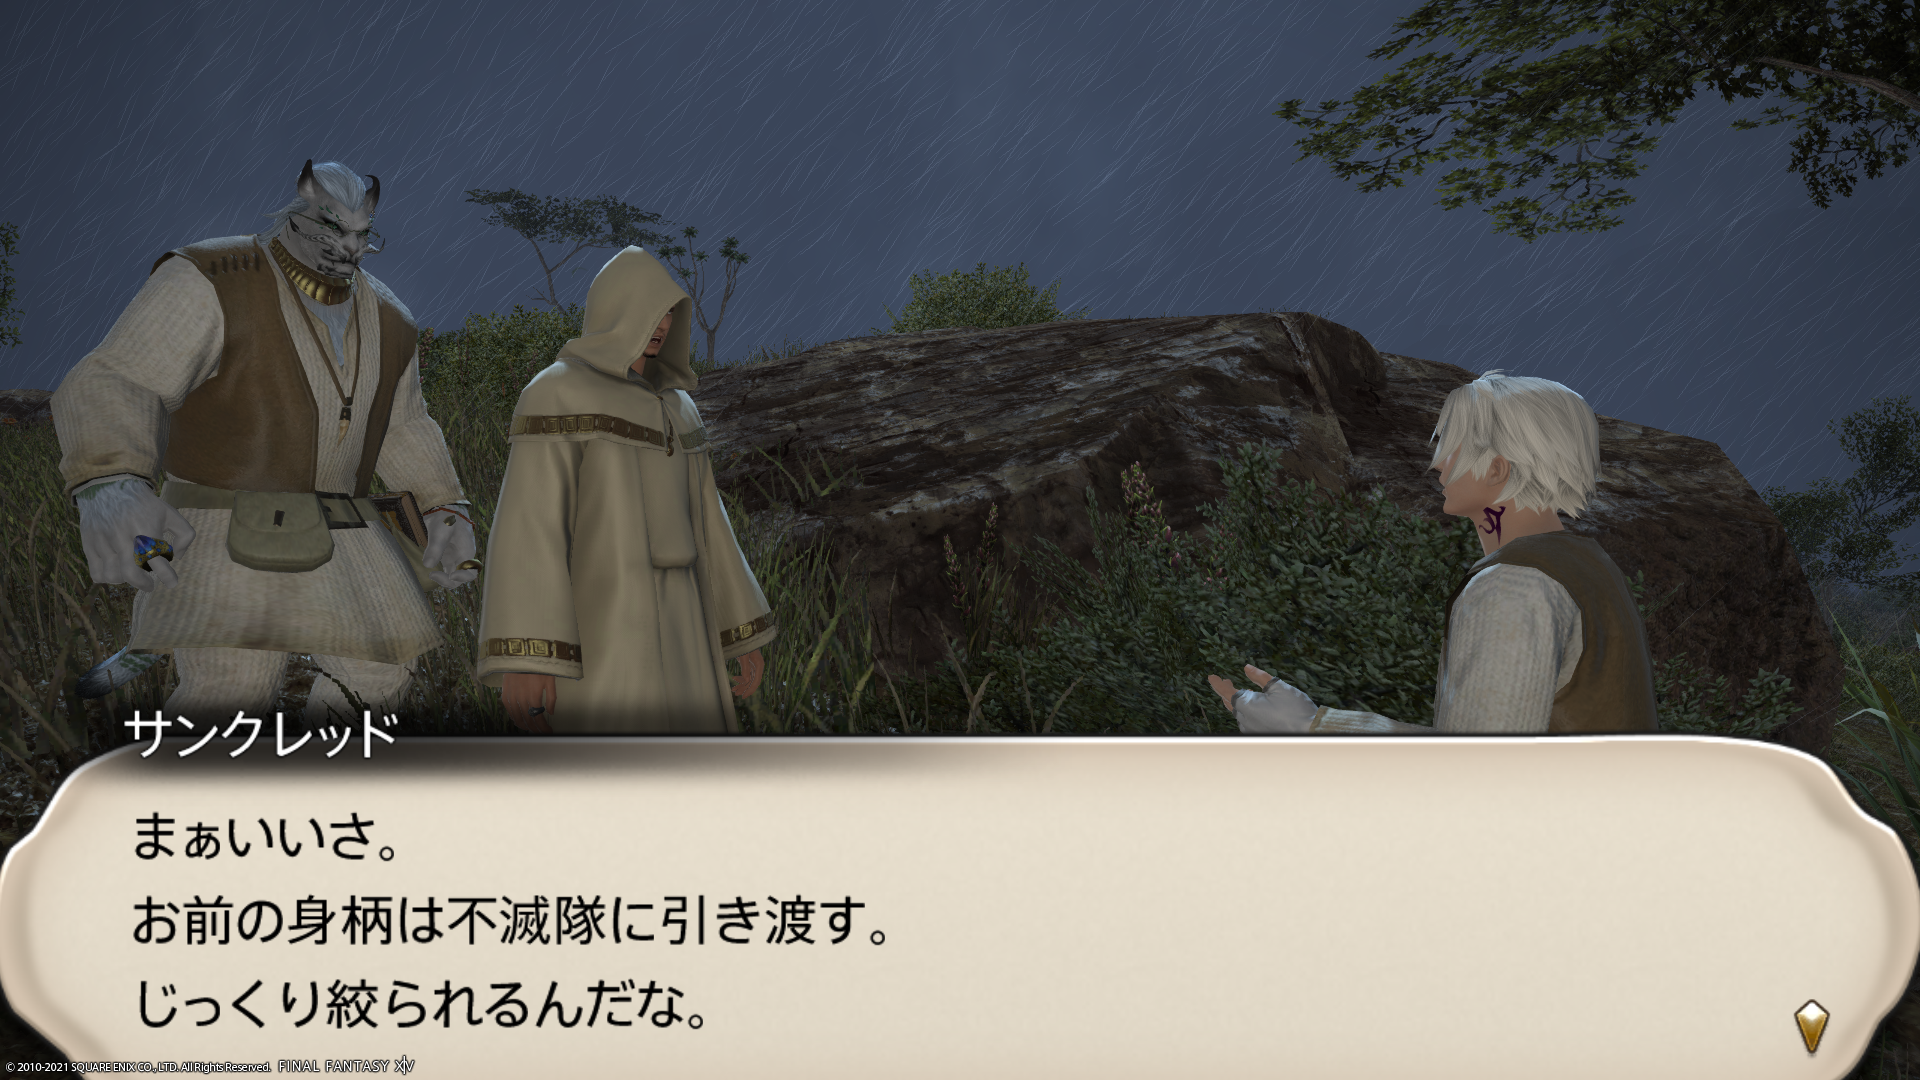 サンクレッド
まぁいいさ。
お前の身柄は不滅隊に引き渡す。
じっくり絞られるんだな。
© 2010-2021 SQUARE ENIX CO., LTD. All Rights Reserved. FINAL FANTASY XIV